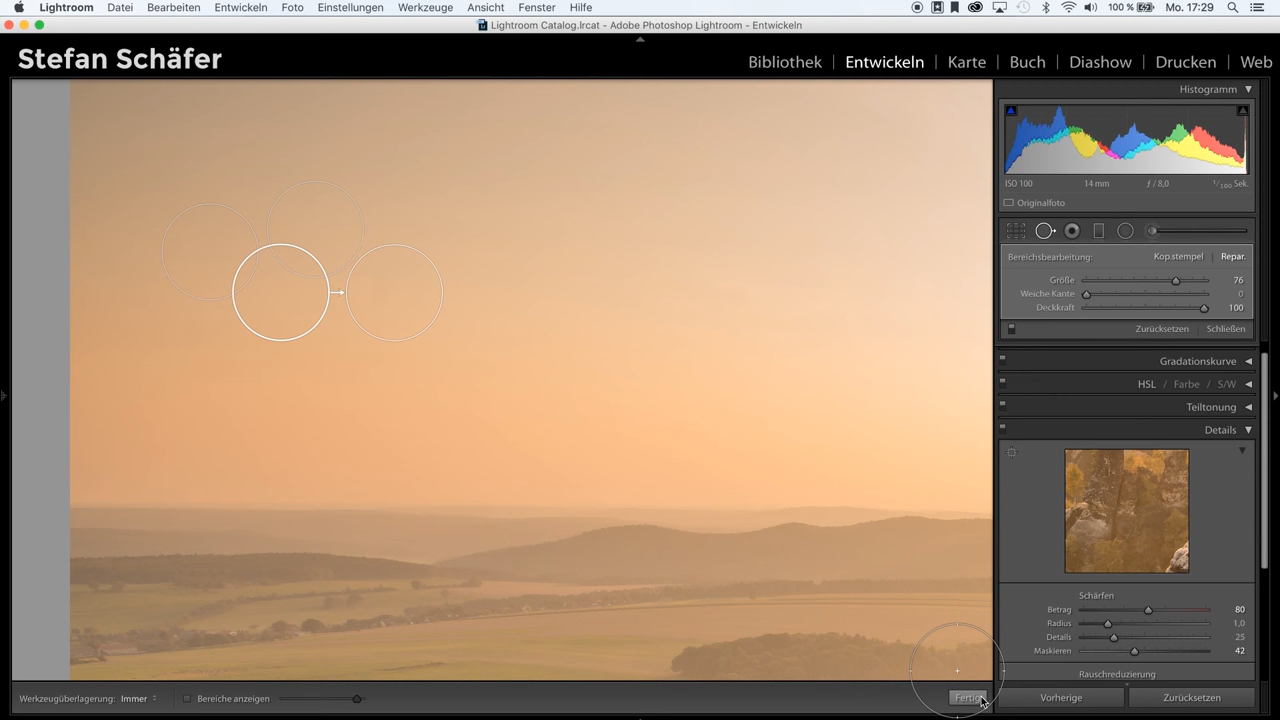 Lightroom Datei Bearbeiten Entwickeln Foto Einstellungen Werkzeuge Ansicht Fenster Hilfe 100 % Mo. 17:29
Lightroom Catalog.lrcat - Adobe Photoshop Lightroom - Entwickeln
Stefan Schäfer
Bibliothek | Entwickeln | Karte | Buch | Diashow | Drucken | Web
Histogramm
ISO 100 14 mm ƒ / 8,0 1/100 Sek.
Originalfoto
Bereichsbearbeitung: Kop.stempel Repar.
Größe 76
Weiche Kante 0
Deckkraft 100
Zurücksetzen Schließen
Gradationskurve
HSL / Farbe / S/W
Teiltonung
Details
Schärfen
Betrag 80
Radius 1,0
Details 25
Maskieren 42
Rauschreduzierung
Werkzeugüberlagerung: Immer Bereiche anzeigen Fertig Vorherige Zurücksetzen